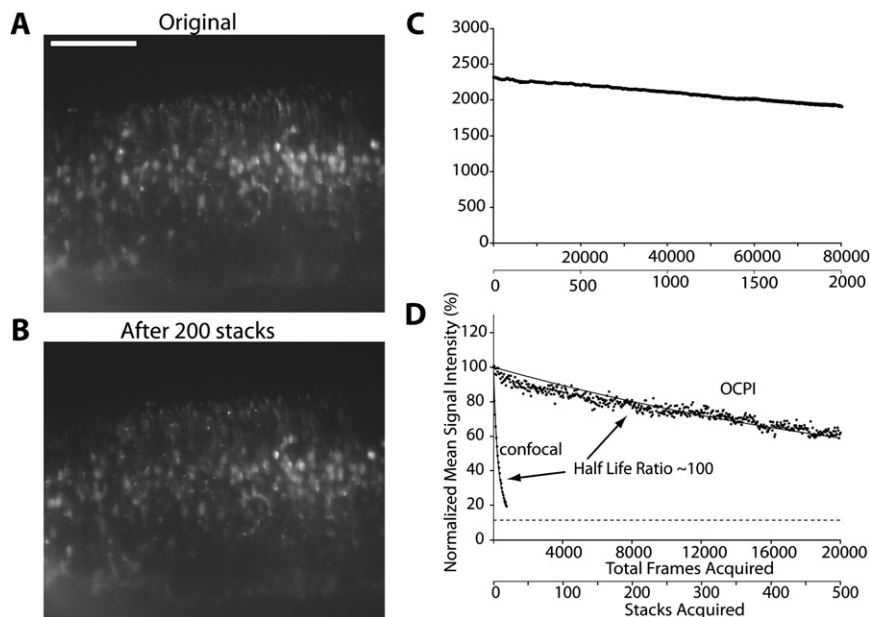 A
Original
B
After 200 stacks
C
3000
2500
2000
1500
1000
500
0
20000 40000 60000 80000
0 500 1000 1500 2000
D
Normalized Mean Signal Intensity (%)
120
100
80
60
40
20
0
OCPI
confocal
Half Life Ratio ~100
4000 8000 12000 16000 20000
Total Frames Acquired
0 100 200 300 400 500
Stacks Acquired